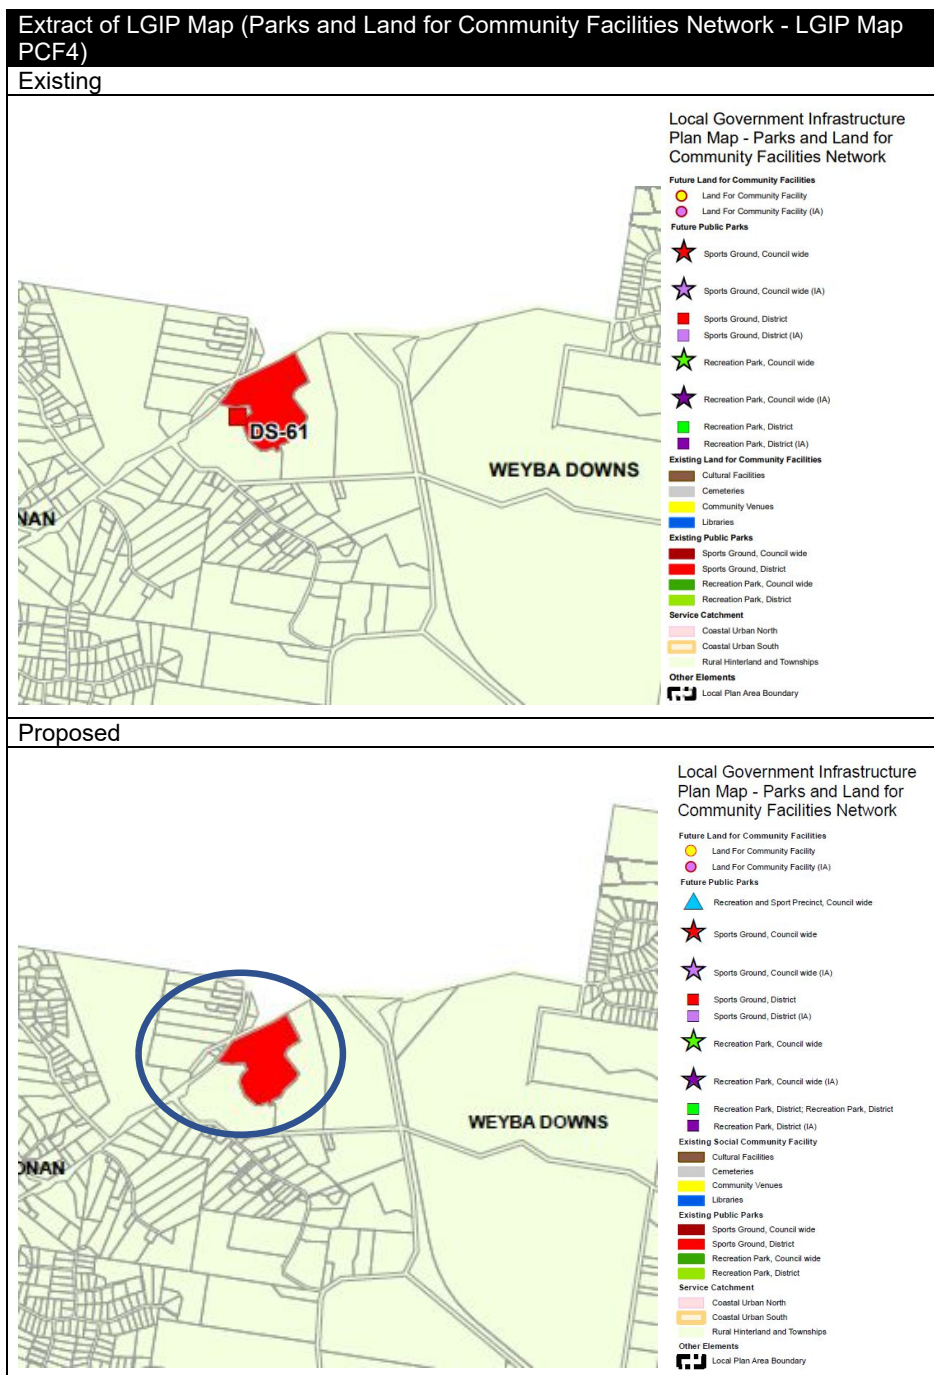 Extract of LGIP Map (Parks and Land for Community Facilities Network - LGIP Map
PCF4)
Existing
Local Government Infrastructure
Plan Map - Parks and Land for
Community Facilities Network
Future Land for Community Facilities
Land For Community Facility
Land For Community Facility (IA)
Future Public Parks
Sports Ground, Council wide
Sports Ground, Council wide (IA)
Sports Ground, District
Sports Ground, District (IA)
Recreation Park, Council wide
Recreation Park, Council wide (IA)
Recreation Park, District
Recreation Park, District (IA)
Existing Land for Community Facilities
Cultural Facilities
Cemeteries
Community Venues
Libraries
Existing Public Parks
Sports Ground, Council wide
Sports Ground, District
Recreation Park, Council wide
Recreation Park, District
Service Catchment
Coastal Urban North
Coastal Urban South
Rural Hinterland and Townships
Other Elements
Local Plan Area Boundary
DS-61
WEYBA DOWNS
NAN
Proposed
Local Government Infrastructure
Plan Map - Parks and Land for
Community Facilities Network
Future Land for Community Facilities
Land For Community Facility
Land For Community Facility (IA)
Future Public Parks
Recreation and Sport Precinct, Council wide
Sports Ground, Council wide
Sports Ground, Council wide (IA)
Sports Ground, District
Sports Ground, District (IA)
Recreation Park, Council wide
Recreation Park, Council wide (IA)
Recreation Park, District; Recreation Park, District
Recreation Park, District (IA)
Existing Social Community Facility
Cultural Facilities
Cemeteries
Community Venues
Libraries
Existing Public Parks
Sports Ground, Council wide
Sports Ground, District
Recreation Park, Council wide
Recreation Park, District
Service Catchment
Coastal Urban North
Coastal Urban South
Rural Hinterland and Townships
Other Elements
Local Plan Area Boundary
WEYBA DOWNS
ONAN